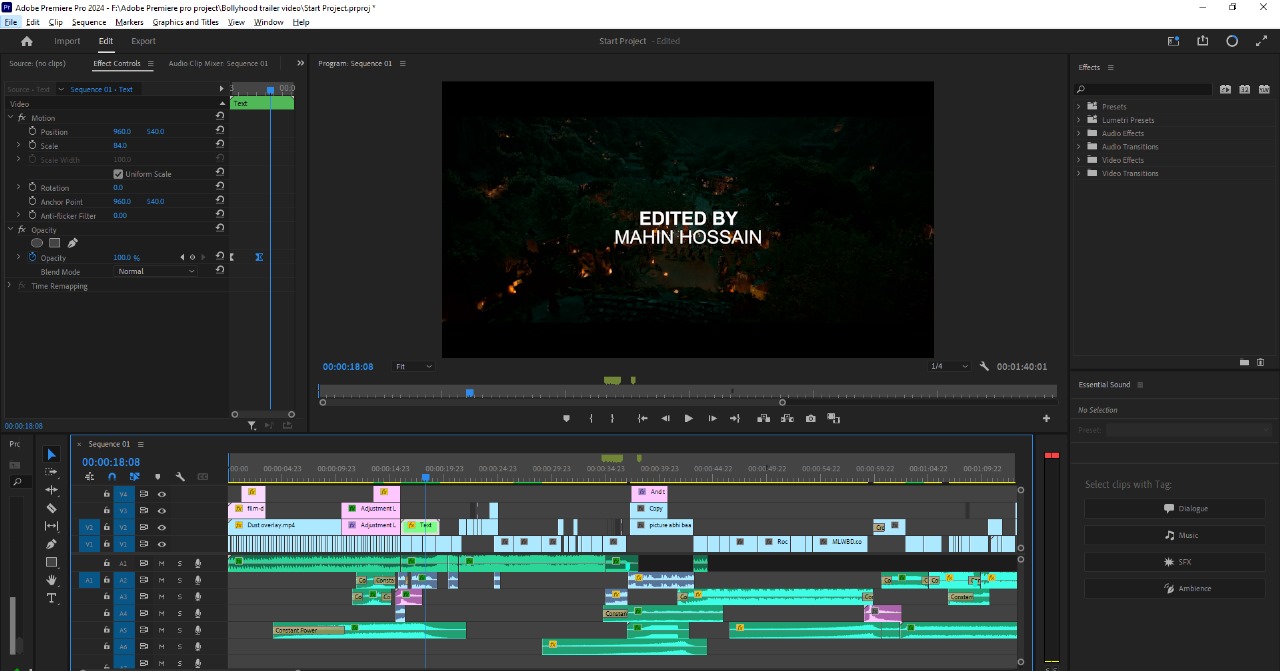 Adobe Premiere Pro 2024 - F:\Adobe Premiere pro project\Bollyhood trailer video\Start Project.prproj *
File Edit Clip Sequence Markers Graphics and Titles View Window Help
Import Edit Export
Start Project - Edited
Source: (no clips) Effect Controls Audio Clip Mixer: Sequence 01
Source - Text Sequence 01 - Text
Video
fx Motion
Position 960.0 540.0
Scale 84.0
Scale Width 100.0
Uniform Scale
Rotation 0.0
Anchor Point 960.0 540.0
Anti-flicker Filter 0.00
fx Opacity
Opacity 100.0 %
Blend Mode Normal
fx Time Remapping
00:0
Text
00:00:18:08
Program: Sequence 01
EDITED BY
MAHIN HOSSAIN
00:00:18:08 Fit 1/4 00:01:40:01
Effects
Presets
Lumetri Presets
Audio Effects
Audio Transitions
Video Effects
Video Transitions
Essential Sound
No Selection
Preset:
Select clips with Tag:
Dialogue
Music
SFX
Ambience
Sequence 01
00:00:18:08
:00:00 00:00:04:23 00:00:09:23 00:00:14:23 00:00:19:23 00:00:24:23 00:00:29:23 00:00:34:23 00:00:39:23 00:00:44:22 00:00:49:22 00:00:54:22 00:00:59:22 00:01:04:22 00:01:09:22
V4 And t
V3 film-d Adjustment L Copy
V2 V2 Dust overlay.mp4 Adjustment L Text picture abhi baa
V1 V1 Roc MLWBD.co
A1 M S
A1 A2 M S Consta
A3 M S Constant
A4 M S Constan
A5 M S Constant Power
A6 M S
M S